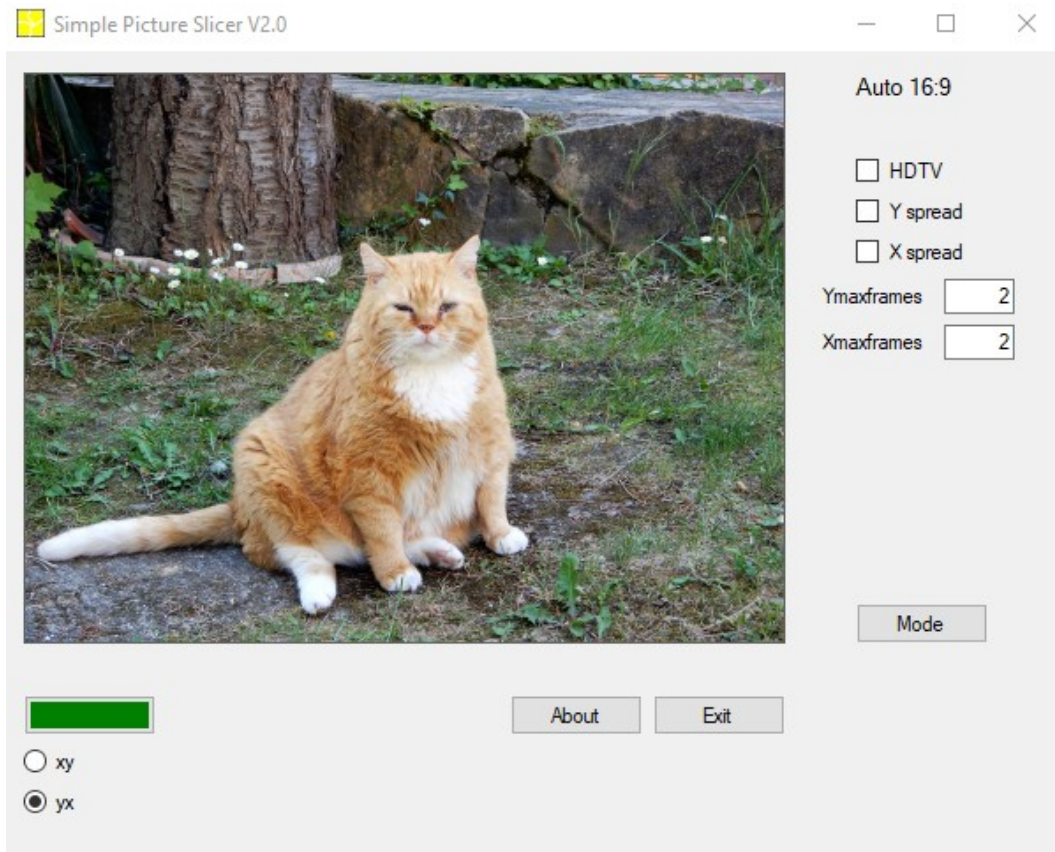 Simple Picture Slicer V2.0
Auto 16:9
HDTV
Y spread
X spread
Ymaxframes 2
Xmaxframes 2
Mode
About Exit
xy
yx